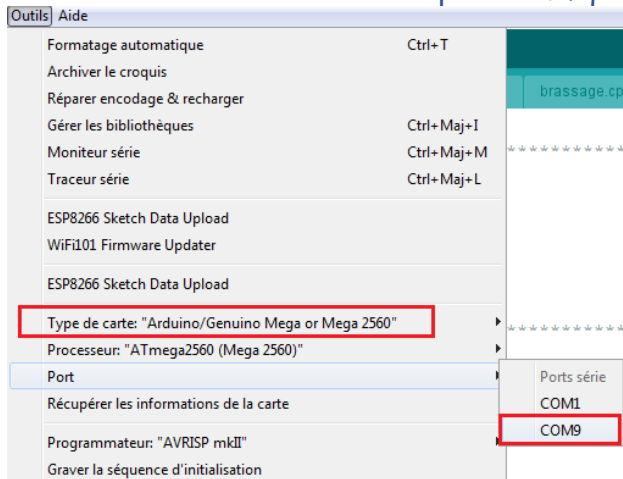 Outils Aide
Formatage automatique Ctrl+T
Archiver le croquis
Réparer encodage & recharger
brassage.cp
Gérer les bibliothèques Ctrl+Maj+I
Moniteur série Ctrl+Maj+M
Traceur série Ctrl+Maj+L
ESP8266 Sketch Data Upload
WiFi101 Firmware Updater
ESP8266 Sketch Data Upload
Type de carte: "Arduino/Genuino Mega or Mega 2560"
Processeur: "ATmega2560 (Mega 2560)"
Port
Ports série
Récupérer les informations de la carte
COM1
COM9
Programmateur: "AVRISP mkII"
Graver la séquence d'initialisation